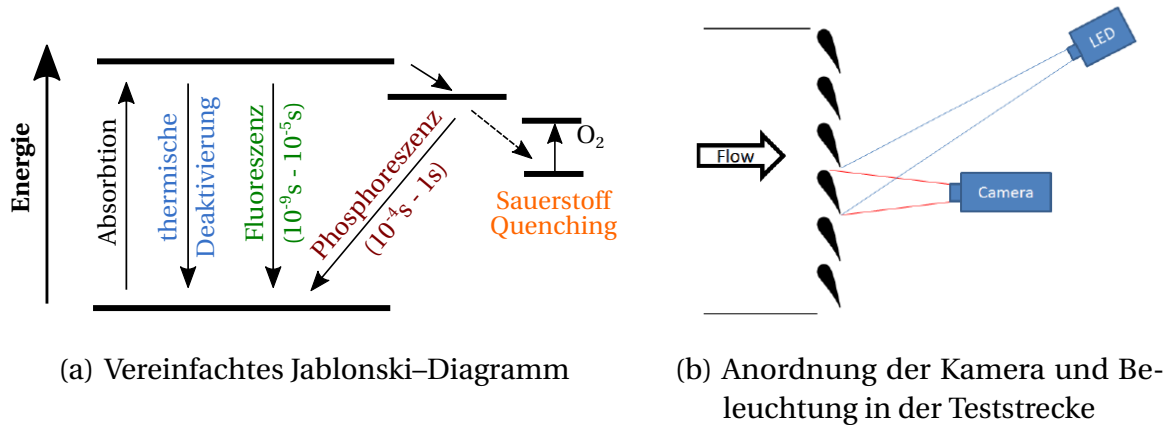 Energie
Absorbtion
thermische
Deaktivierung
Fluoreszenz
(10⁻⁹s - 10⁻⁵s)
Phosphoreszenz
(10⁻⁴s - 1s)
O₂
Sauerstoff
Quenching
(a) Vereinfachtes Jablonski–Diagramm
LED
Flow
Camera
(b) Anordnung der Kamera und Be-
leuchtung in der Teststrecke